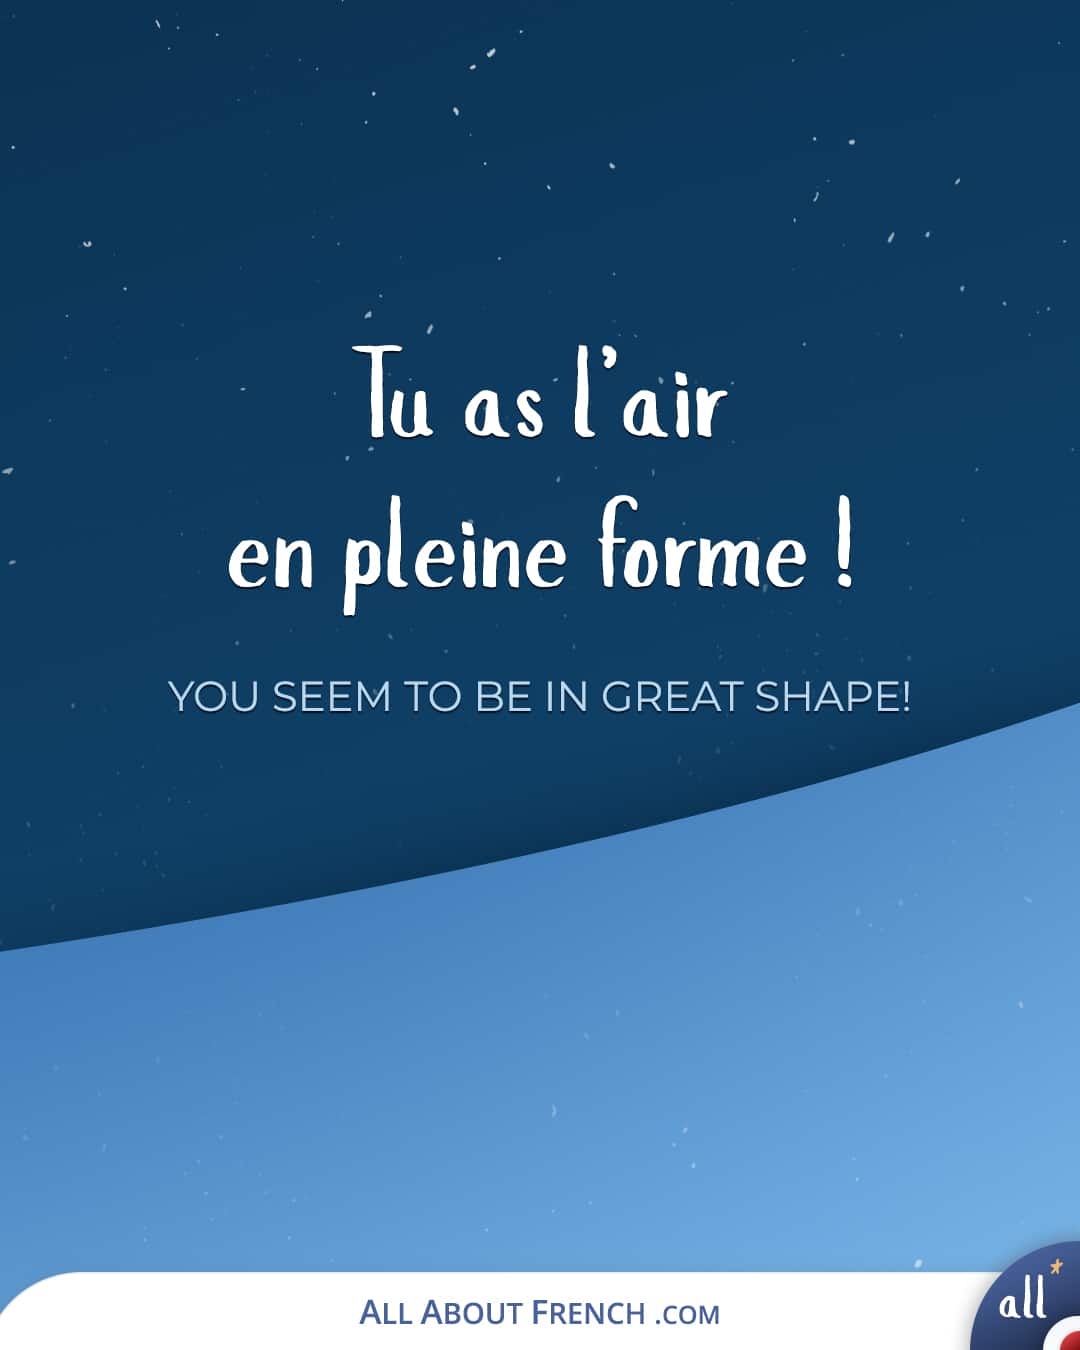 Tu as l’air
en pleine forme !
YOU SEEM TO BE IN GREAT SHAPE!
ALL ABOUT FRENCH .COM
all